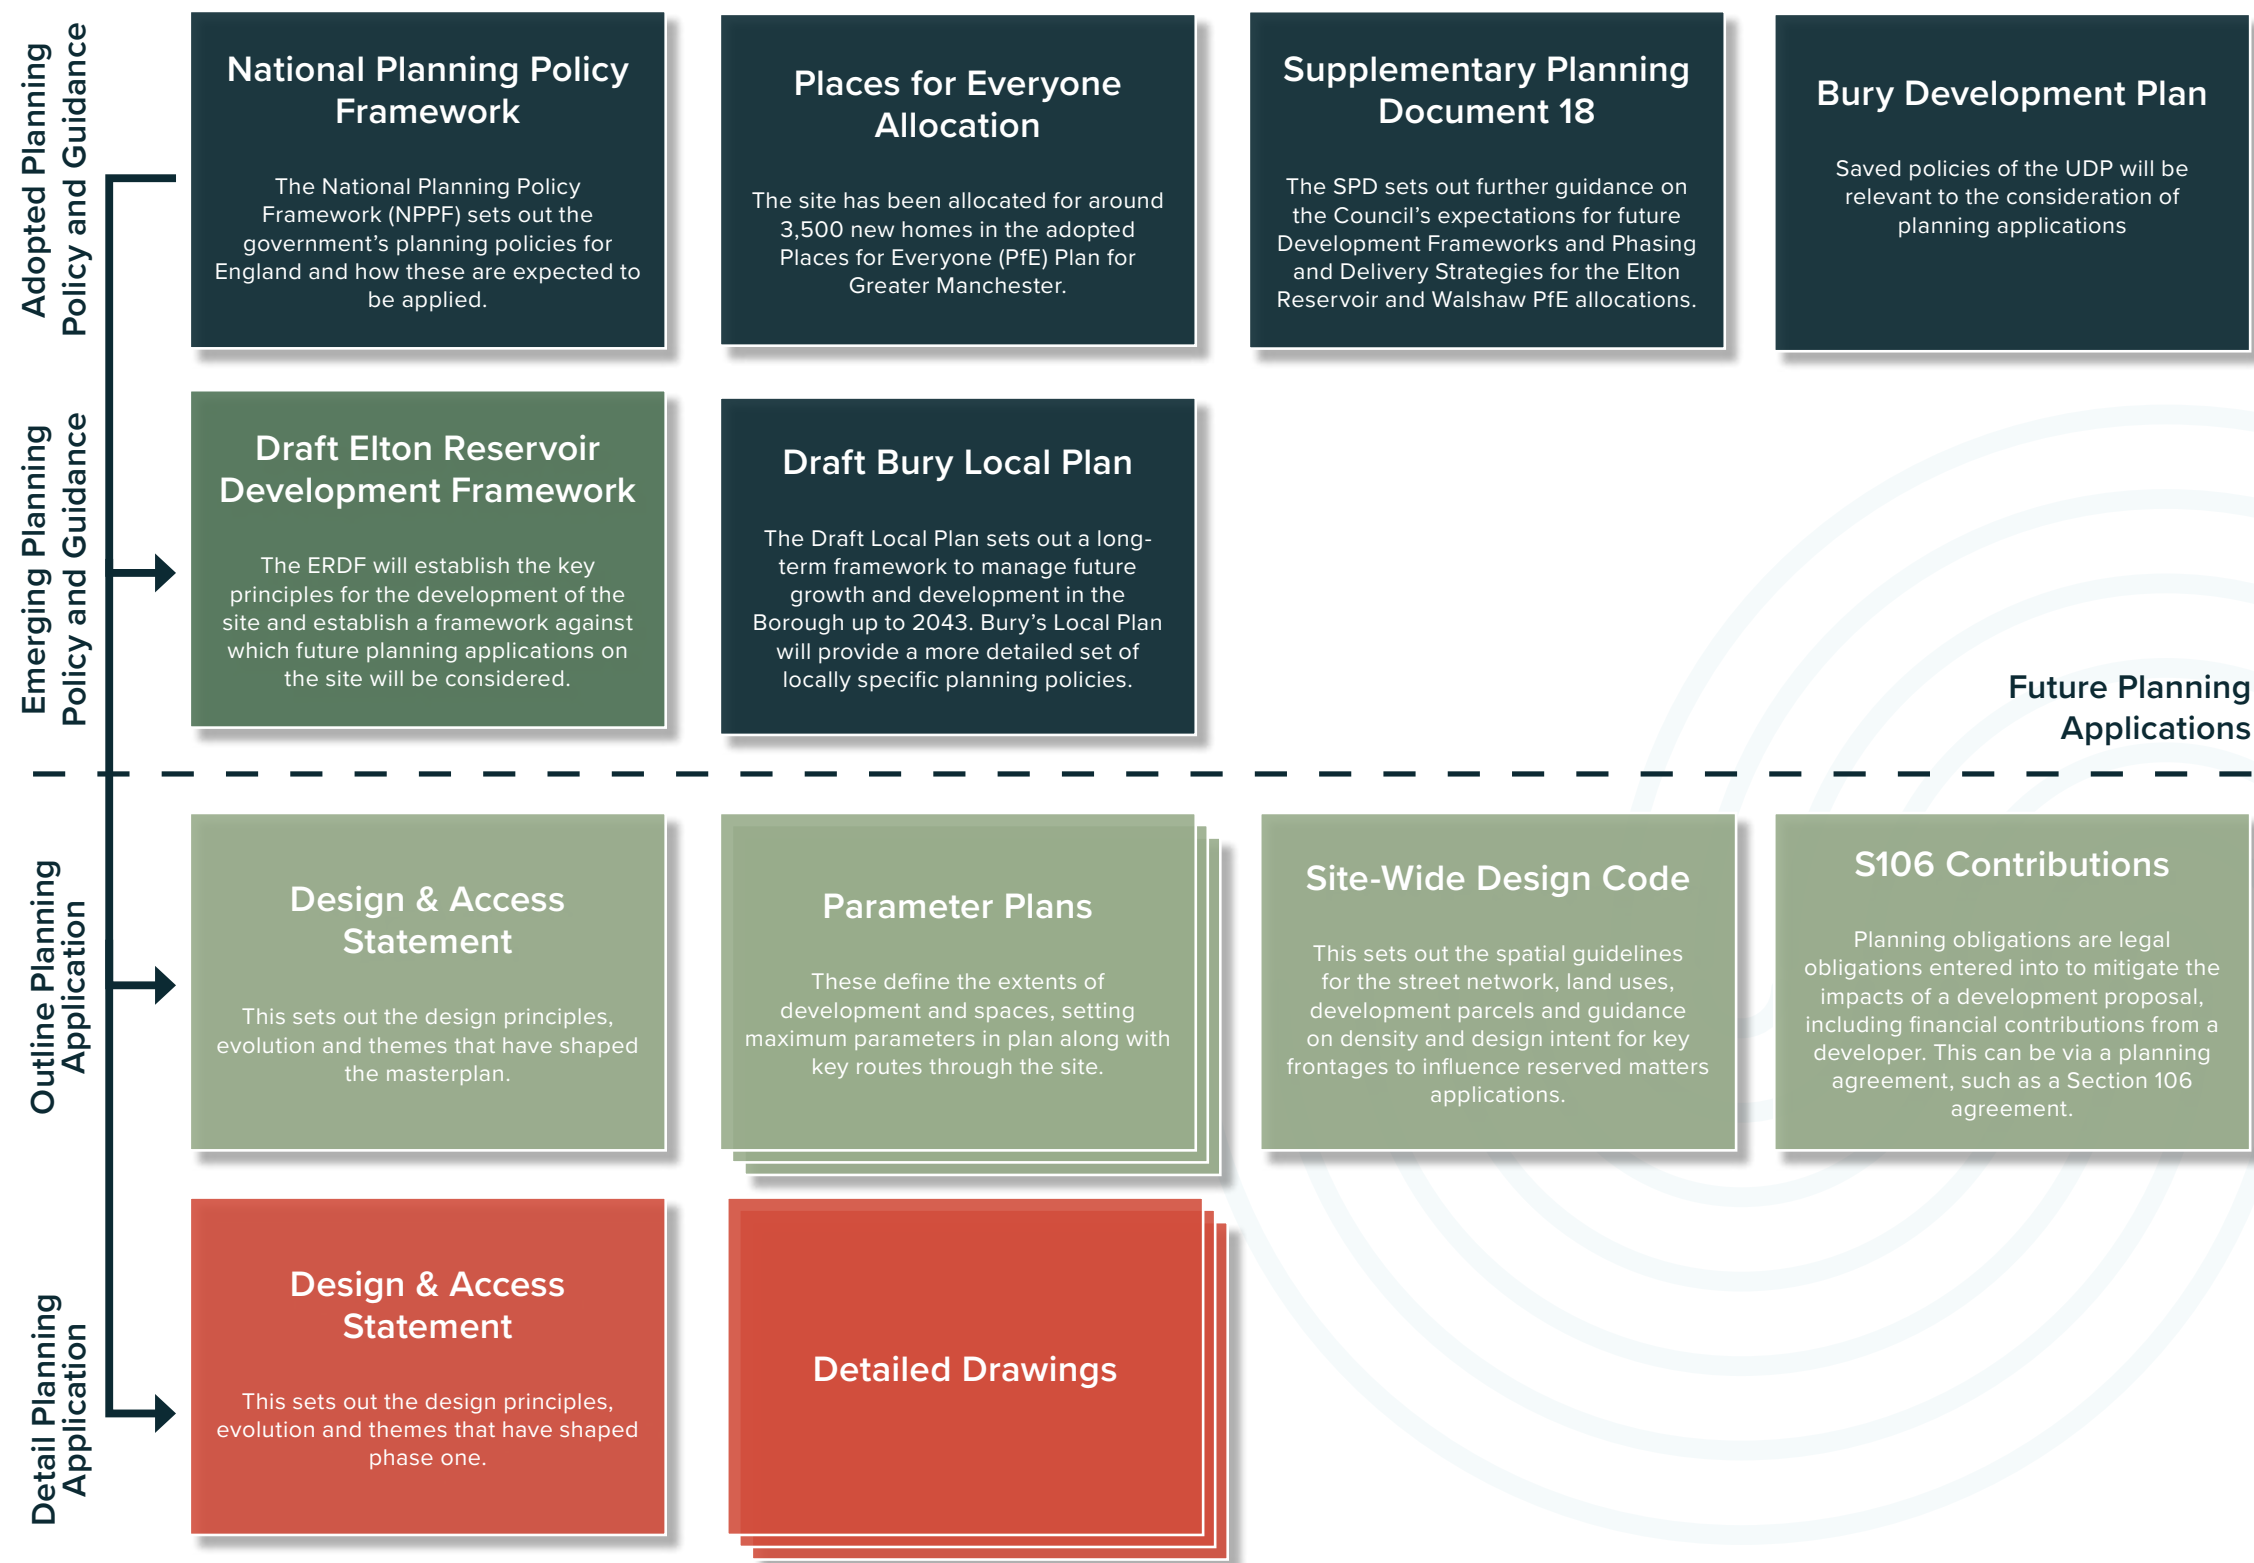 Adopted Planning
Policy and Guidance
National Planning Policy
Framework
The National Planning Policy
Framework (NPPF) sets out the
government’s planning policies for
England and how these are expected to
be applied.
Places for Everyone
Allocation
The site has been allocated for around
3,500 new homes in the adopted
Places for Everyone (PfE) Plan for
Greater Manchester.
Supplementary Planning
Document 18
The SPD sets out further guidance on
the Council’s expectations for future
Development Frameworks and Phasing
and Delivery Strategies for the Elton
Reservoir and Walshaw PfE allocations.
Bury Development Plan
Saved policies of the UDP will be
relevant to the consideration of
planning applications
Emerging Planning
Policy and Guidance
Draft Elton Reservoir
Development Framework
The ERDF will establish the key
principles for the development of the
site and establish a framework against
which future planning applications on
the site will be considered.
Draft Bury Local Plan
The Draft Local Plan sets out a long-
term framework to manage future
growth and development in the
Borough up to 2043. Bury’s Local Plan
will provide a more detailed set of
locally specific planning policies.
Future Planning
Applications
Outline Planning
Application
Design & Access
Statement
This sets out the design principles,
evolution and themes that have shaped
the masterplan.
Parameter Plans
These define the extents of
development and spaces, setting
maximum parameters in plan along with
key routes through the site.
Site-Wide Design Code
This sets out the spatial guidelines
for the street network, land uses,
development parcels and guidance
on density and design intent for key
frontages to influence reserved matters
applications.
S106 Contributions
Planning obligations are legal
obligations entered into to mitigate the
impacts of a development proposal,
including financial contributions from a
developer. This can be via a planning
agreement, such as a Section 106
agreement.
Detail Planning
Application
Design & Access
Statement
This sets out the design principles,
evolution and themes that have shaped
phase one.
Detailed Drawings